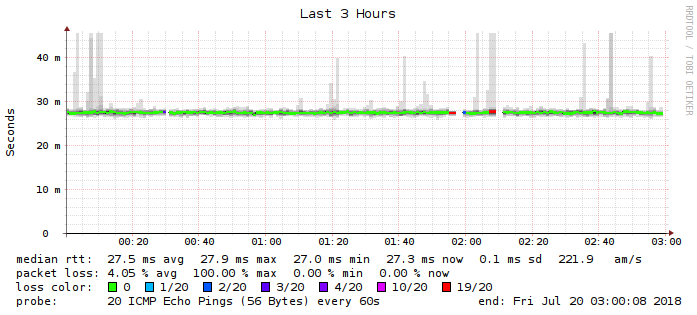 Last 3 Hours
RRDTOOL / TOBI OETIKER
Seconds
40 m
30 m
20 m
10 m
0
00:20 00:40 01:00 01:20 01:40 02:00 02:20 02:40 03:00
median rtt: 27.5 ms avg 27.9 ms max 27.0 ms min 27.3 ms now 0.1 ms sd 221.9 am/s
packet loss: 4.05 % avg 100.00 % max 0.00 % min 0.00 % now
loss color: 0 1/20 2/20 3/20 4/20 10/20 19/20
probe: 20 ICMP Echo Pings (56 Bytes) every 60s end: Fri Jul 20 03:00:08 2018